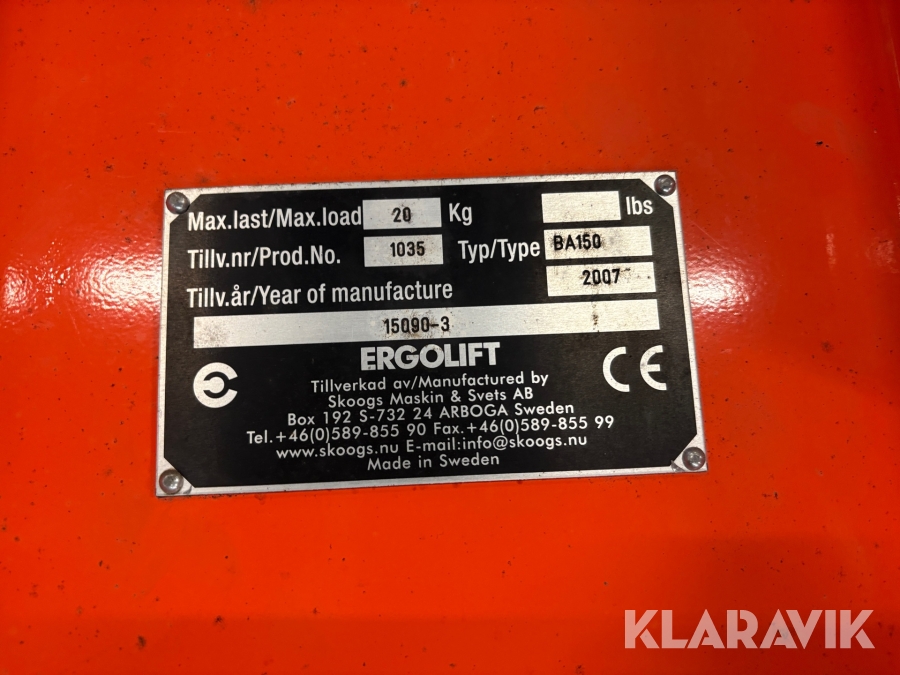 Max.last/Max.load 20 Kg lbs
Tillv.nr/Prod.No. 1035 Typ/Type BA150
Tillv.år/Year of manufacture 2007
15090-3
ERGOLIFT
CE
Tillverkad av/Manufactured by
Skoogs Maskin & Svets AB
Box 192 S-732 24 ARBOGA Sweden
Tel.+46(0)589-855 90 Fax.+46(0)589-855 99
www.skoogs.nu E-mail:info@skoogs.nu
Made in Sweden
KLARAVIK